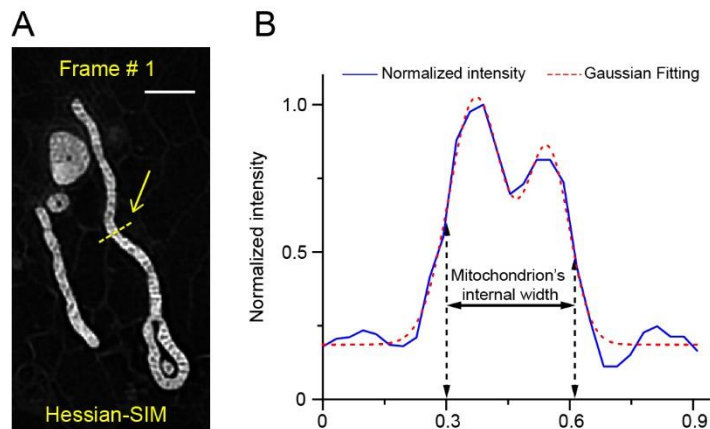 A
Frame # 1
Hessian-SIM
B
Normalized intensity
Gaussian Fitting
Normalized intensity
1.0
0.5
0
Mitochondrion's
internal width
0
0.3
0.6
0.9